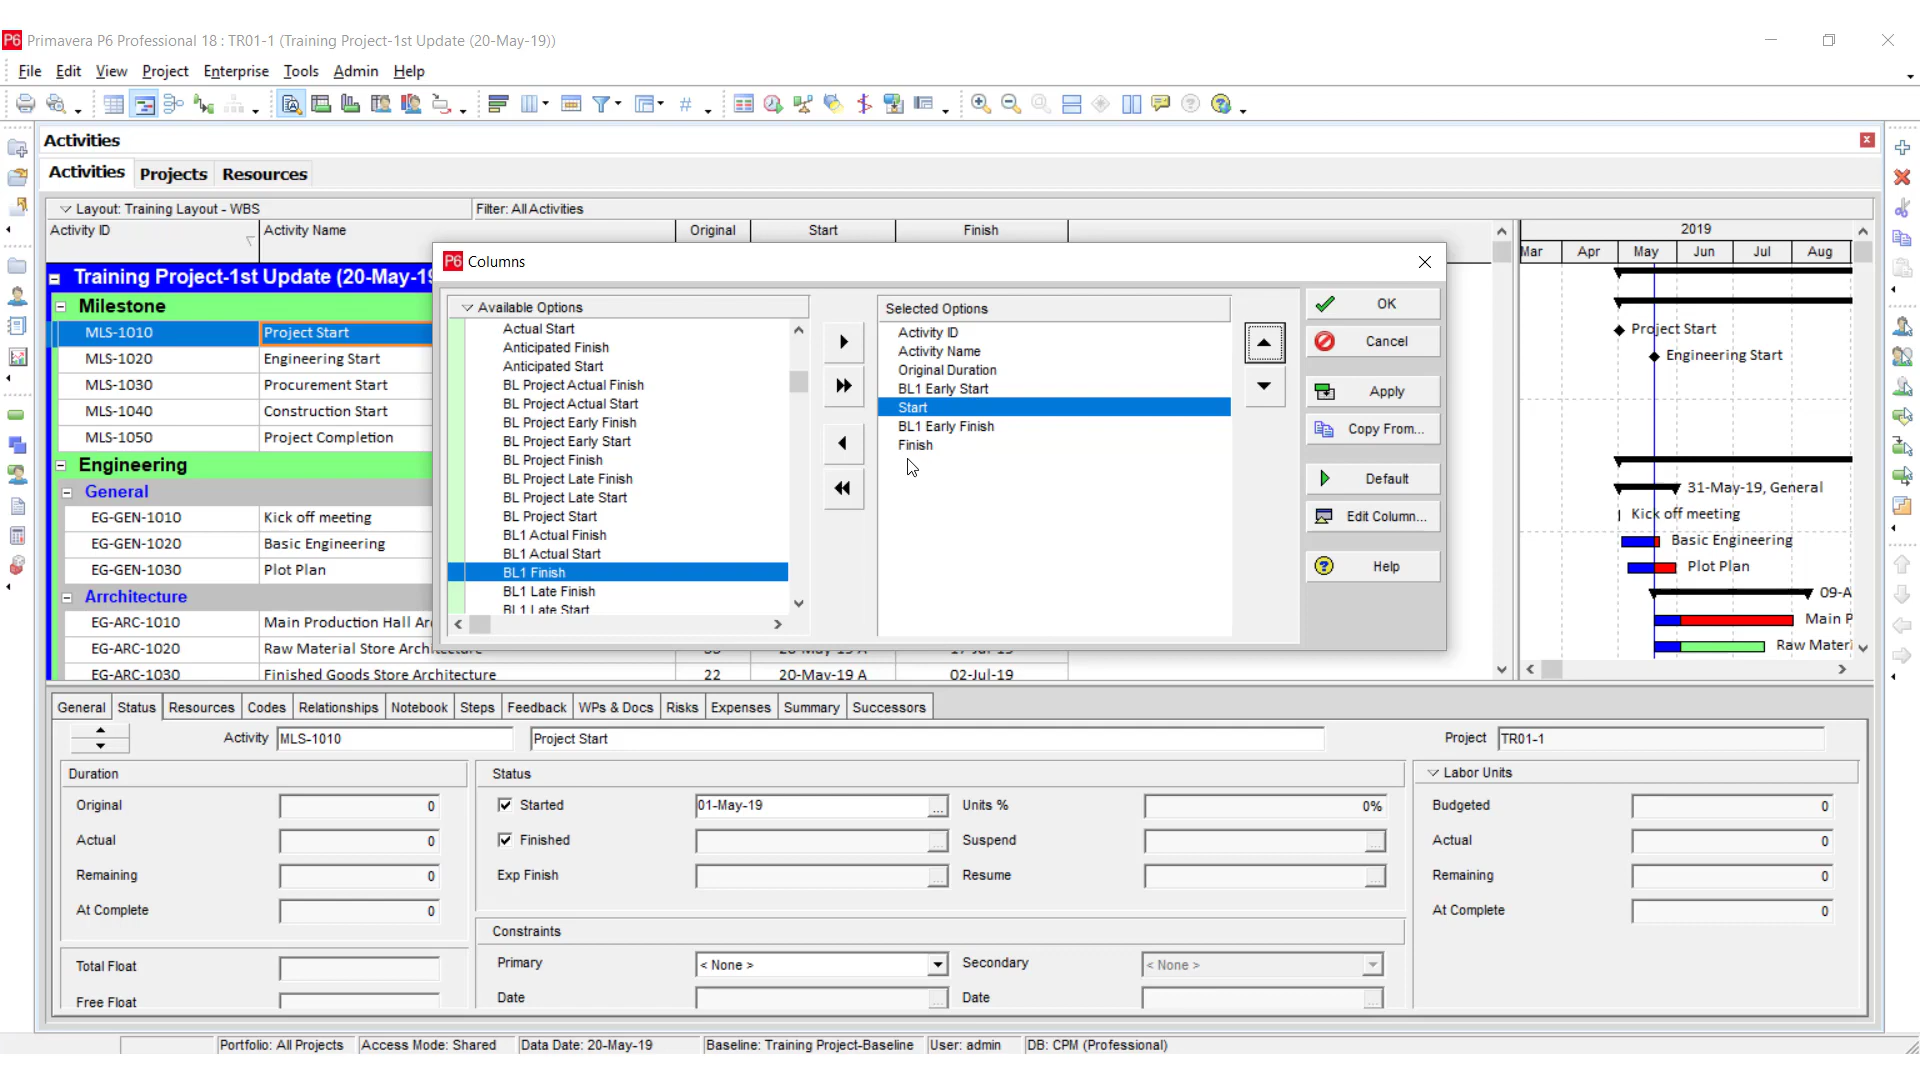 P6 Primavera P6 Professional 18 : TR01-1 (Training Project-1st Update (20-May-19))
File Edit View Project Enterprise Tools Admin Help
Activities
Activities Projects Resources
Layout: Training Layout - WBS Filter: All Activities
Activity ID Activity Name Original Start Finish
2019
Mar Apr May Jun Jul Aug
Training Project-1st Update (20-May-19
Milestone
MLS-1010 Project Start
MLS-1020 Engineering Start
MLS-1030 Procurement Start
MLS-1040 Construction Start
MLS-1050 Project Completion
Engineering
General
EG-GEN-1010 Kick off meeting
EG-GEN-1020 Basic Engineering
EG-GEN-1030 Plot Plan
Arrchitecture
EG-ARC-1010 Main Production Hall Ar
EG-ARC-1020 Raw Material Store Architecture
EG-ARC-1030 Finished Goods Store Architecture 22 20-May-19 A 02-Jul-19
P6 Columns
Available Options
Actual Start
Anticipated Finish
Anticipated Start
BL Project Actual Finish
BL Project Actual Start
BL Project Early Finish
BL Project Early Start
BL Project Finish
BL Project Late Finish
BL Project Late Start
BL Project Start
BL1 Actual Finish
BL1 Actual Start
BL1 Finish
BL1 Late Finish
BL1 Late Start
Selected Options
Activity ID
Activity Name
Original Duration
BL1 Early Start
Start
BL1 Early Finish
Finish
OK
Cancel
Apply
Copy From...
Default
Edit Column...
Help
Project Start
Engineering Start
31-May-19, General
Kick off meeting
Basic Engineering
Plot Plan
09-A
Main P
Raw Materi
General Status Resources Codes Relationships Notebook Steps Feedback WPs & Docs Risks Expenses Summary Successors
Activity MLS-1010 Project Start Project TR01-1
Duration
Original 0
Actual 0
Remaining 0
At Complete 0
Total Float
Free Float
Status
Started 01-May-19 ... Units % 0%
Finished ... Suspend ...
Exp Finish ... Resume ...
Constraints
Primary < None > Secondary < None >
Date ... Date ...
Labor Units
Budgeted 0
Actual 0
Remaining 0
At Complete 0
Portfolio: All Projects Access Mode: Shared Data Date: 20-May-19 Baseline: Training Project-Baseline User: admin DB: CPM (Professional)